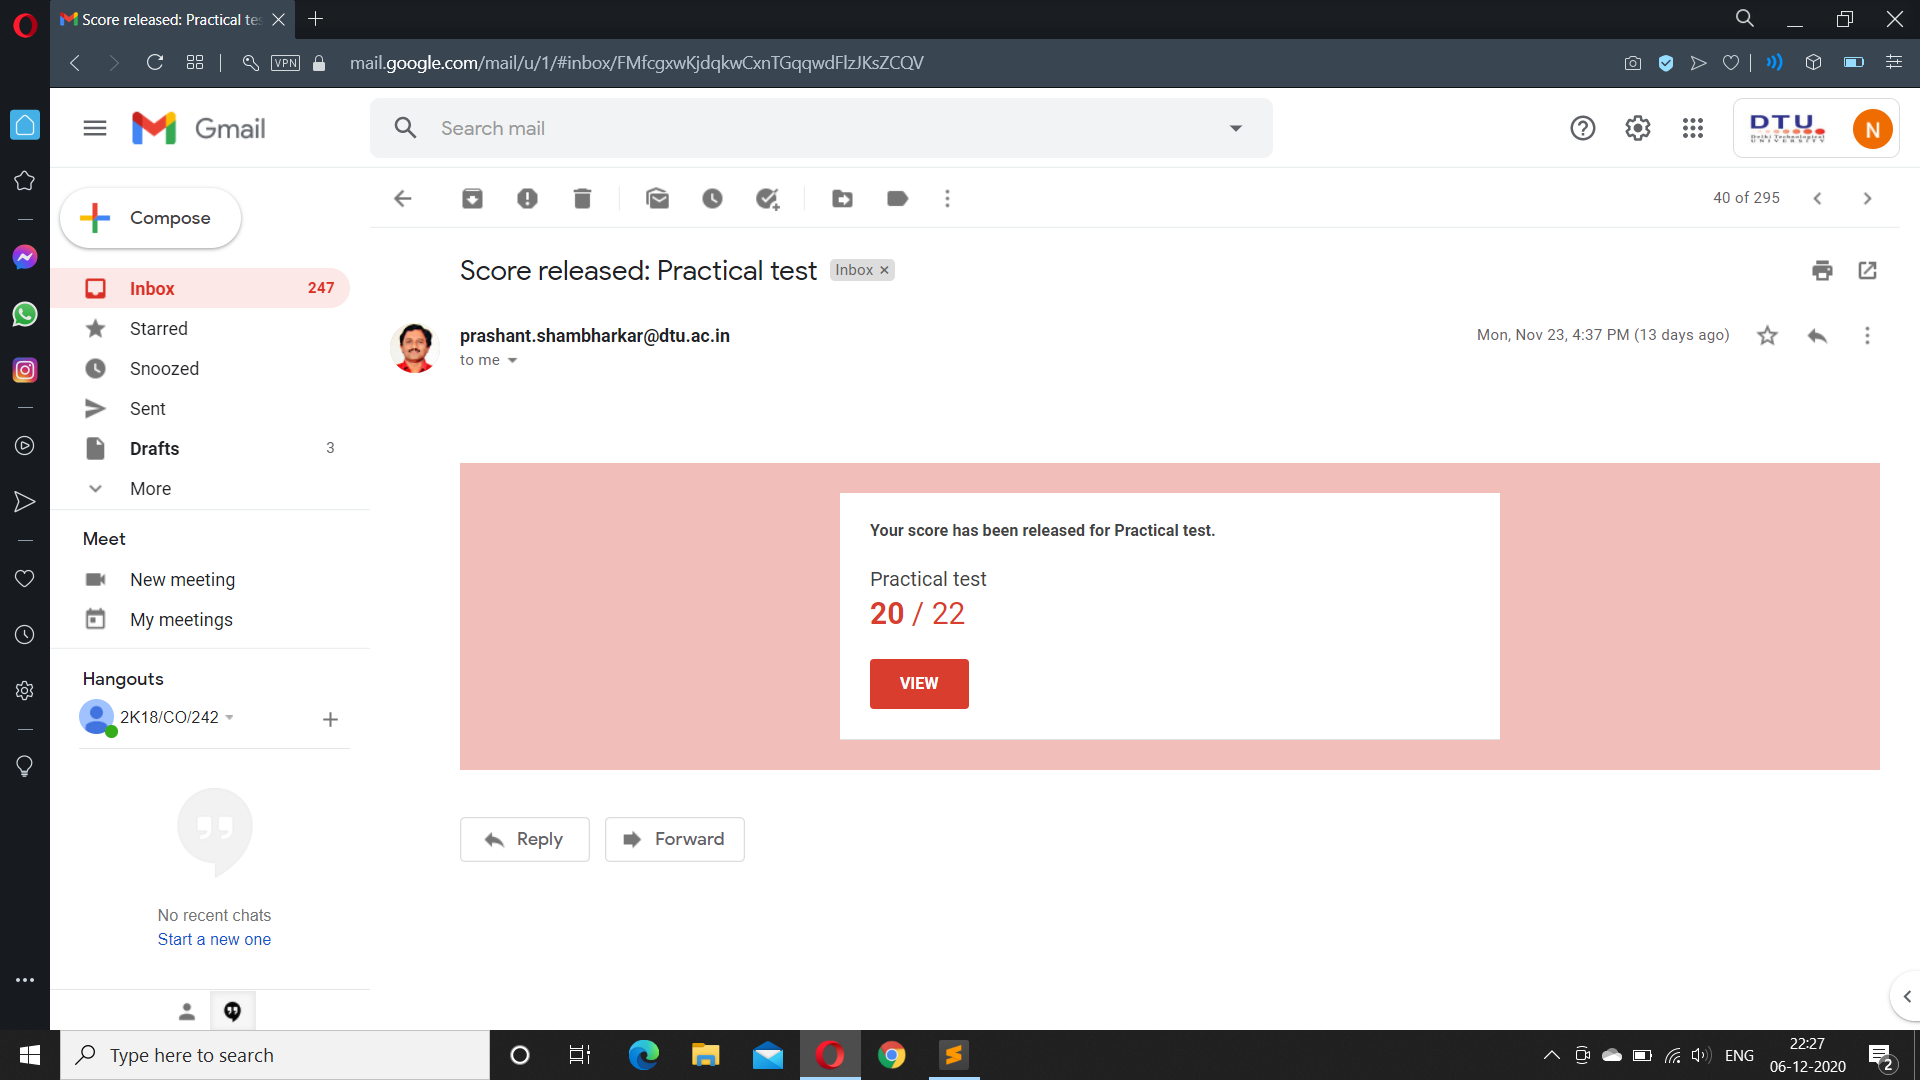 Score released: Practical te
VPN
mail.google.com/mail/u/1/#inbox/FMfcgxwKjdqkwCxnTGqqwdFlzJKsZCQV
Gmail
Search mail
DTU
Delhi Technological
UNIVERSITY
N
Compose
40 of 295
Inbox 247
Starred
Snoozed
Sent
Drafts 3
More
Score released: Practical test Inbox ×
prashant.shambharkar@dtu.ac.in
Mon, Nov 23, 4:37 PM (13 days ago)
to me
Your score has been released for Practical test.
Practical test
20 / 22
VIEW
Reply
Forward
Meet
New meeting
My meetings
Hangouts
2K18/CO/242
No recent chats
Start a new one
Type here to search
ENG
22:27
06-12-2020
2